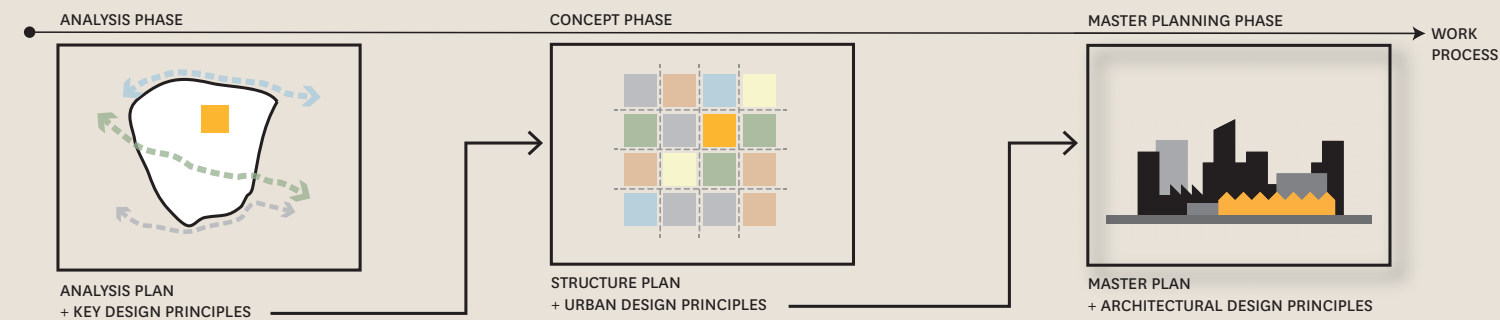 ANALYSIS PHASE
CONCEPT PHASE
MASTER PLANNING PHASE
WORK
PROCESS
ANALYSIS PLAN
+ KEY DESIGN PRINCIPLES
STRUCTURE PLAN
+ URBAN DESIGN PRINCIPLES
MASTER PLAN
+ ARCHITECTURAL DESIGN PRINCIPLES